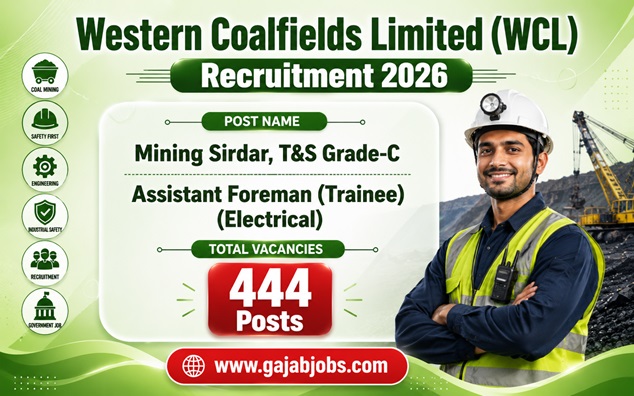 Western Coalfields Limited (WCL)
Recruitment 2026
COAL MINING
SAFETY FIRST
ENGINEERING
INDUSTRIAL SAFETY
RECRUITMENT
GOVERNMENT JOB
POST NAME
Mining Sirdar, T&S Grade-C
Assistant Foreman (Trainee)
(Electrical)
TOTAL VACANCIES
444
Posts
www.gajabjobs.com